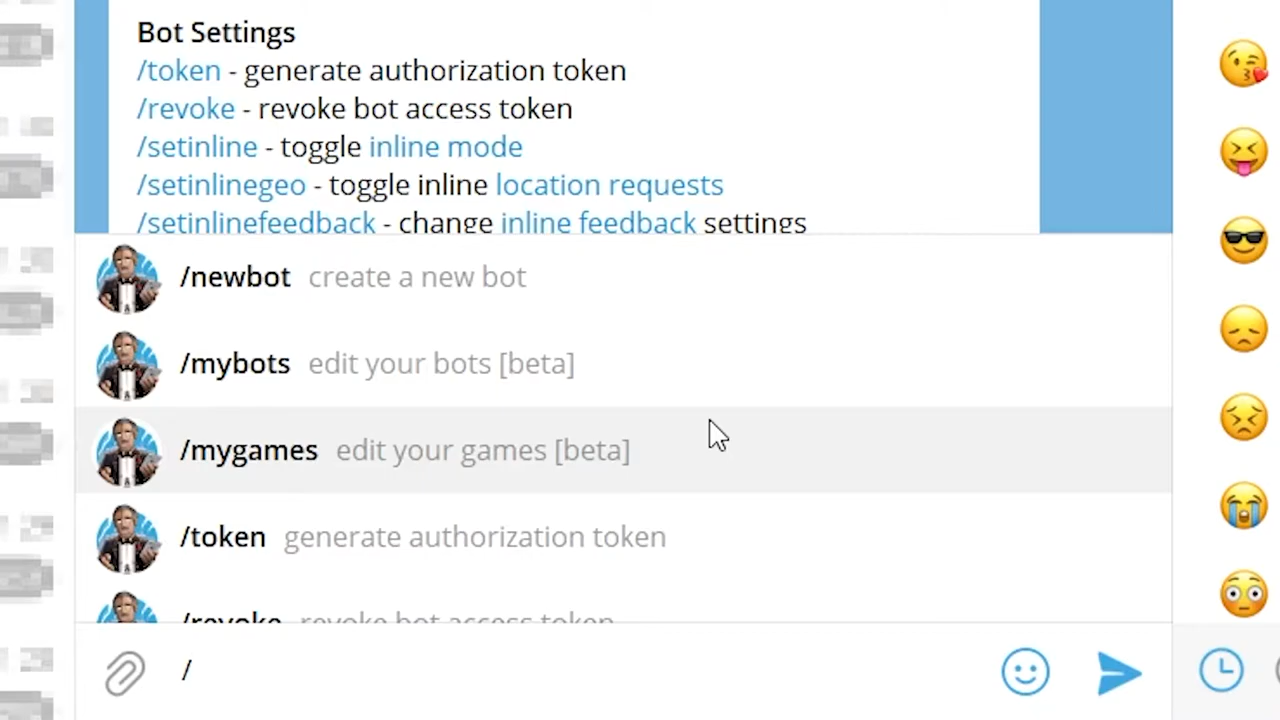 Bot Settings
/token - generate authorization token
/revoke - revoke bot access token
/setinline - toggle inline mode
/setinlinegeo - toggle inline location requests
/setinlinefeedback - change inline feedback settings
/newbot create a new bot
/mybots edit your bots [beta]
/mygames edit your games [beta]
/token generate authorization token
/revoke revoke bot access token
/